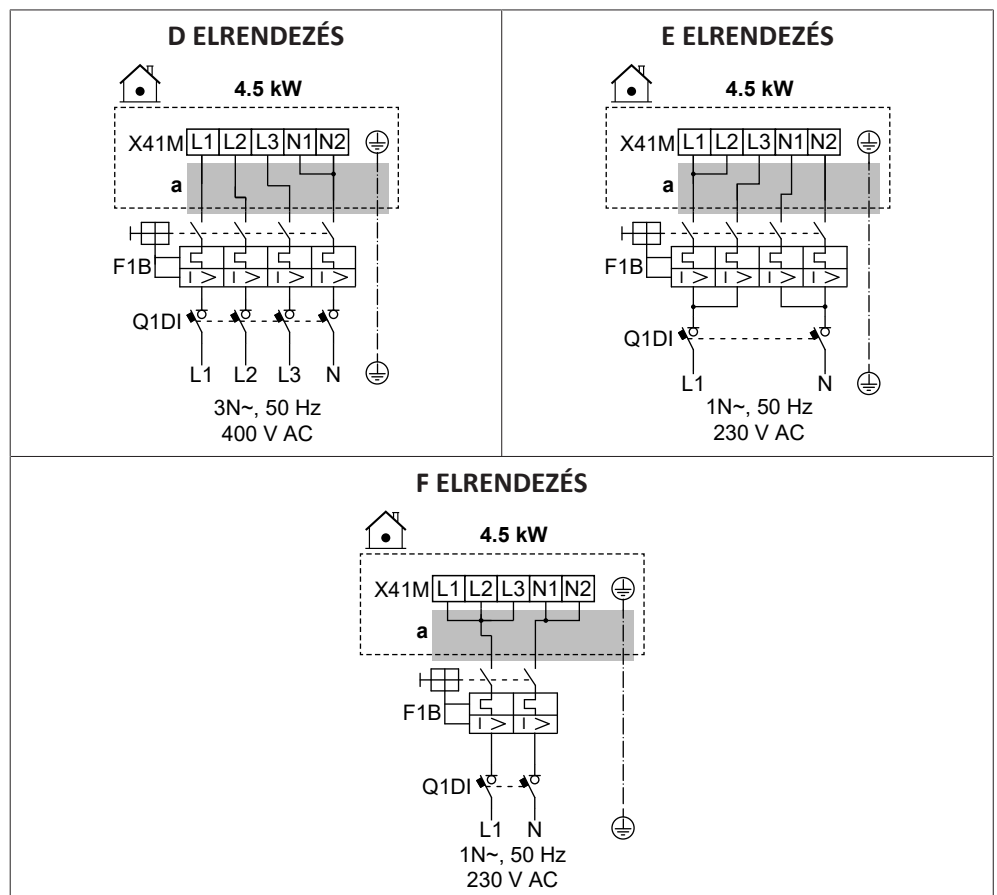 D ELRENDEZÉS
4.5 kW
X41M L1 L2 L3 N1 N2
a
F1B
I > I > I > I >
Q1DI
L1 L2 L3 N
3N~, 50 Hz
400 V AC
E ELRENDEZÉS
4.5 kW
X41M L1 L2 L3 N1 N2
a
F1B
I > I > I > I >
Q1DI
L1 N
1N~, 50 Hz
230 V AC
F ELRENDEZÉS
4.5 kW
X41M L1 L2 L3 N1 N2
a
F1B
I > I >
Q1DI
L1 N
1N~, 50 Hz
230 V AC